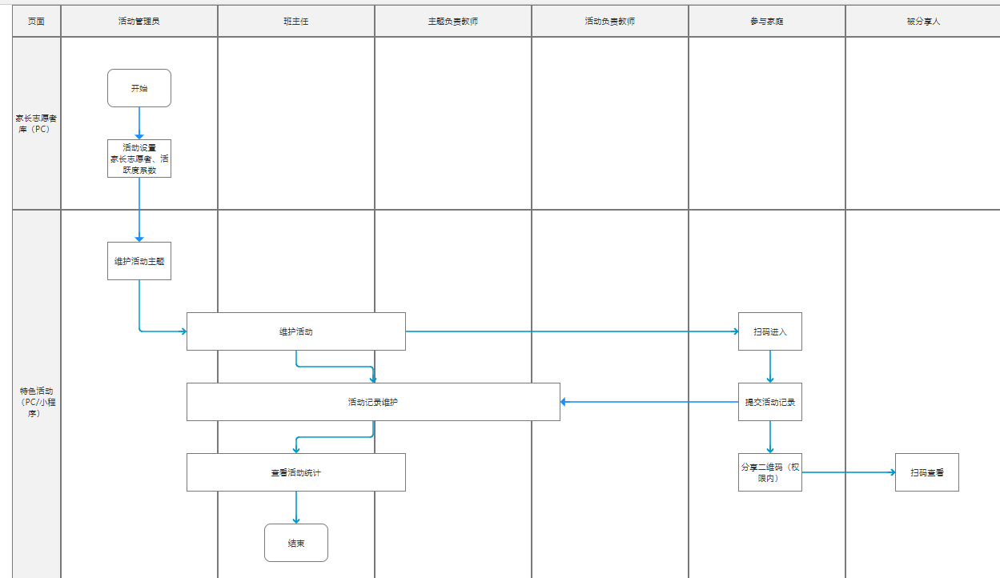 页面
活动管理员
班主任
主题负责教师
活动负责教师
参与家庭
被分享人
家长志愿者
库（PC）
开始
活动设置
家长志愿者、活
跃度系数
特色活动
（PC/小程
序）
维护活动主题
维护活动
扫码进入
活动记录维护
提交活动记录
查看活动统计
分享二维码（权
限内）
扫码查看
结束